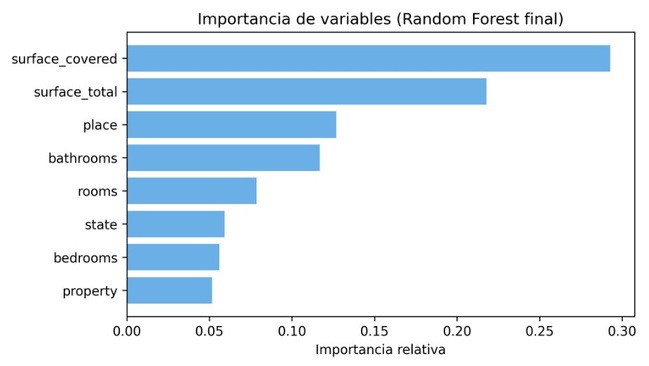 Importancia de variables (Random Forest final)
surface_covered
surface_total
place
bathrooms
rooms
state
bedrooms
property
0.00 0.05 0.10 0.15 0.20 0.25 0.30
Importancia relativa